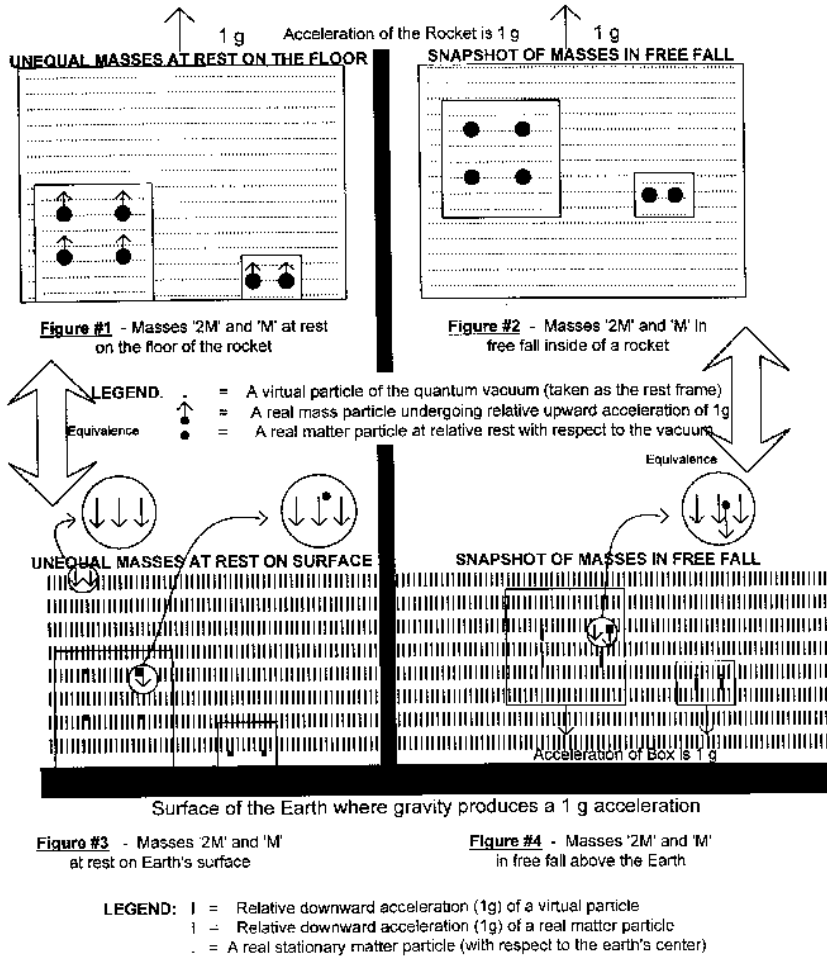 1 g Acceleration of the Rocket is 1 g 1 g
UNEQUAL MASSES AT REST ON THE FLOOR
SNAPSHOT OF MASSES IN FREE FALL
Figure #1 - Masses '2M' and 'M' at rest
on the floor of the rocket
Figure #2 - Masses '2M' and 'M' in
free fall inside of a rocket
LEGEND. . = A virtual particle of the quantum vacuum (taken as the rest frame)
= A real mass particle undergoing relative upward acceleration of 1g
= A real matter particle at relative rest with respect to the vacuum
Equivalence
Equivalence
UNEQUAL MASSES AT REST ON SURFACE
SNAPSHOT OF MASSES IN FREE FALL
Acceleration of Box is 1 g
Surface of the Earth where gravity produces a 1 g acceleration
Figure #3 - Masses '2M' and 'M'
at rest on Earth's surface
Figure #4 - Masses '2M' and 'M'
in free fall above the Earth
LEGEND: | = Relative downward acceleration (1g) of a virtual particle
| = Relative downward acceleration (1g) of a real matter particle
. = A real stationary matter particle (with respect to the earth's center)